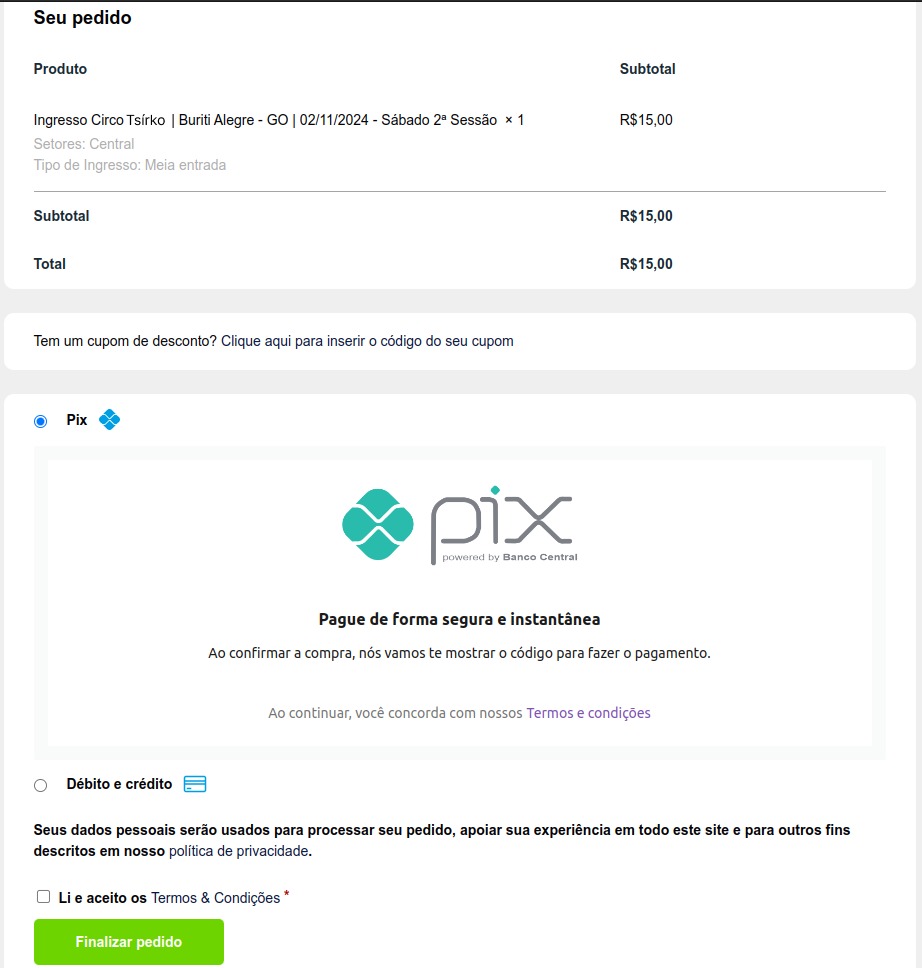 Seu pedido
Produto Subtotal
Ingresso Circo Tsírko | Buriti Alegre - GO | 02/11/2024 - Sábado 2ª Sessão × 1 R$15,00
Setores: Central
Tipo de Ingresso: Meia entrada
Subtotal R$15,00
Total R$15,00
Tem um cupom de desconto? Clique aqui para inserir o código do seu cupom
Pix
pix
powered by Banco Central
Pague de forma segura e instantânea
Ao confirmar a compra, nós vamos te mostrar o código para fazer o pagamento.
Ao continuar, você concorda com nossos Termos e condições
Débito e crédito
Seus dados pessoais serão usados para processar seu pedido, apoiar sua experiência em todo este site e para outros fins
descritos em nosso política de privacidade.
Li e aceito os Termos & Condições *
Finalizar pedido